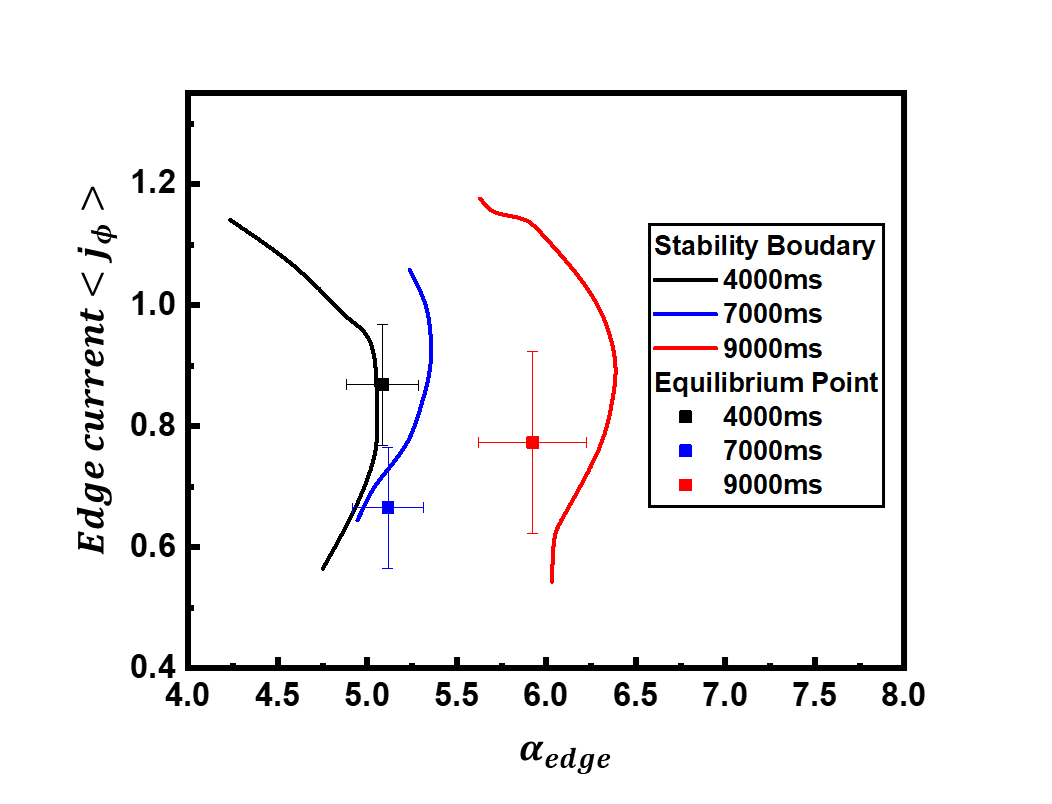 Edge current < j_ϕ >
1.2
1.0
0.8
0.6
0.4
4.0 4.5 5.0 5.5 6.0 6.5 7.0 7.5 8.0
α_edge
Stability Boudary
4000ms
7000ms
9000ms
Equilibrium Point
4000ms
7000ms
9000ms